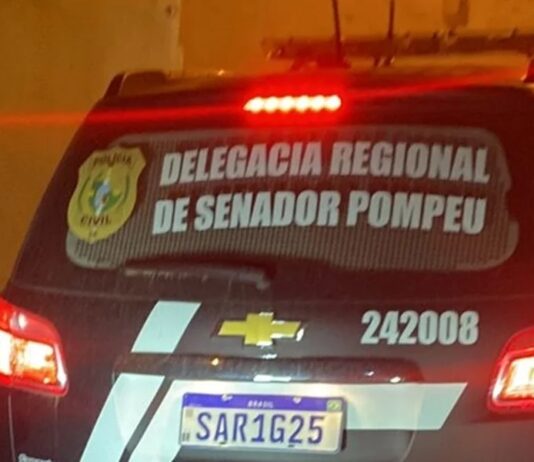 POLÍCIA
CIVIL
DELEGACIA REGIONAL
DE SENADOR POMPEU
242008
BRASIL
SAR1G25